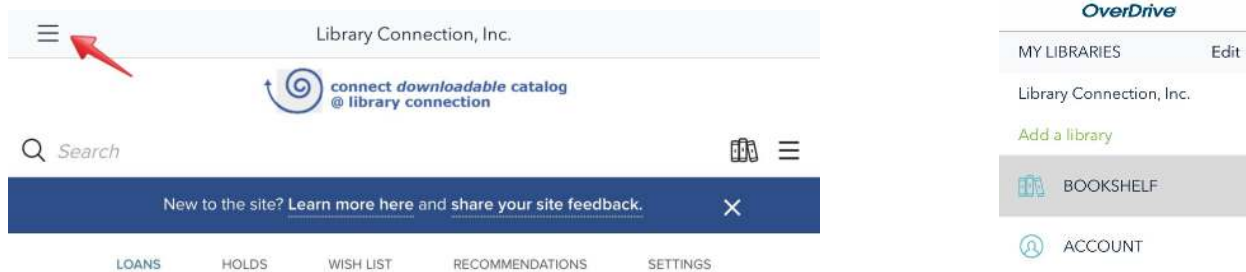 Library Connection, Inc.
connect downloadable catalog
@ library connection
Search
New to the site? Learn more here and share your site feedback.
LOANS HOLDS WISH LIST RECOMMENDATIONS SETTINGS
OverDrive
MY LIBRARIES Edit
Library Connection, Inc.
Add a library
BOOKSHELF
ACCOUNT